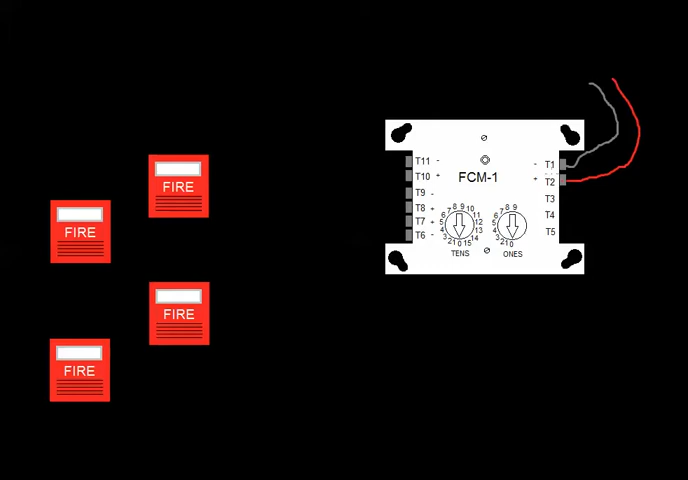 FIRE
FIRE
FIRE
FIRE
FCM-1
T11 -
T10 +
T9 -
T8 +
T7 +
T6 -
- T1
+ T2
T3
T4
T5
3 4 5 6 7 8 9 10 11 12 13 14 15 0 1 2
TENS
3 4 5 6 7 8 9 0 1 2
ONES